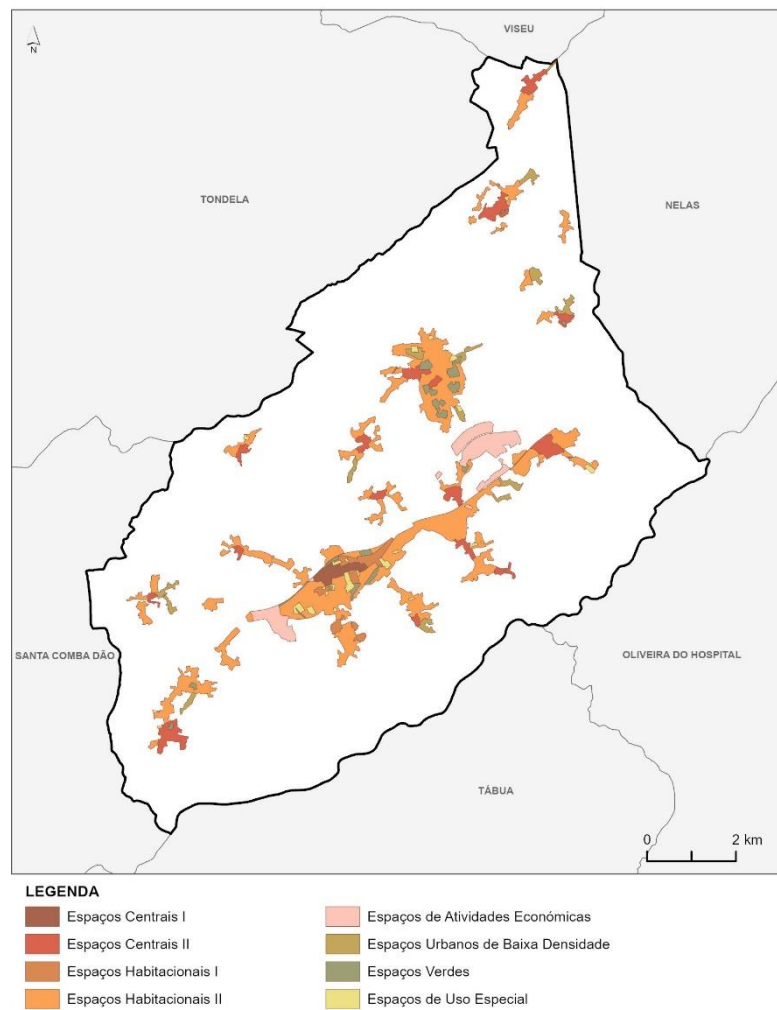 VISEU
N
TONDELA
NELAS
SANTA COMBA DÃO
OLIVEIRA DO HOSPITAL
TÁBUA
0 2 km
LEGENDA
Espaços Centrais I
Espaços Centrais II
Espaços Habitacionais I
Espaços Habitacionais II
Espaços de Atividades Económicas
Espaços Urbanos de Baixa Densidade
Espaços Verdes
Espaços de Uso Especial